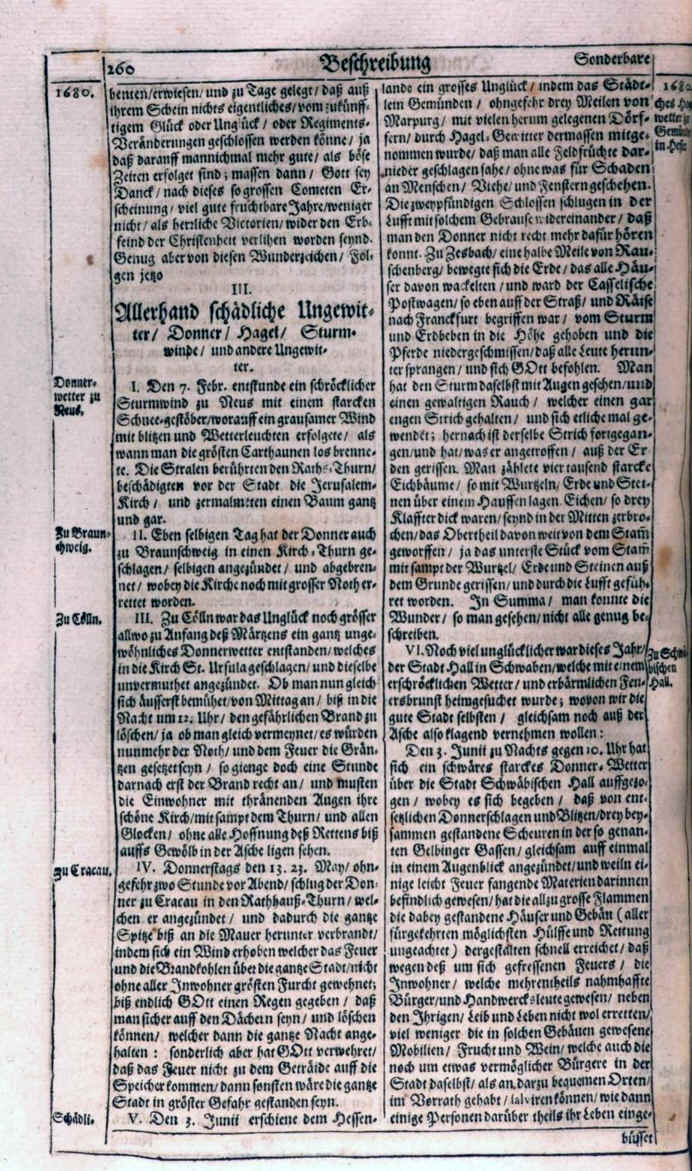 260
Beschreibung
Sonderbare
1680.
benten/erwiesen/ und zu Tage gelegt/ daß auß
ihrem Schein nichts eigentliches/ vom zukünff-
tigem Glück oder Unglück/ oder Regiments-
Veränderungen geschlossen werden könne/ ja
daß darauff mannichmal mehr gute/ als böse
Zeiten erfolget sind; massen dann/ Gott sey
Danck/ nach dieses so grossen Cometen Er-
scheinung/ viel gute fruchtbare Jahre/weniger
nicht/ als herrliche Victorien/ wider den Erb-
feind der Christenheit verlihen worden seynd.
Genug aber von diesen Wunderzeichen/ Fol-
gen jetzo
III.
Allerhand schädliche Ungewit-
ter/ Donner/ Hagel/ Sturm-
winde/ und andere Ungewit-
ter.
Donner-
wetter zu
Neus.
I. Den 7. Febr. entstunde ein schröcklicher
Sturmwind zu Neus mit einem starcken
Schnee-gestöber/worauff ein grausamer Wind
mit blitzen und Wetterleuchten erfolgete/ als
wann man die grösten Carthaunen los brenne-
te. Die Stralen berührten den Raths-Thurn/
beschädigten vor der Stadt die Jerusalem-
Kirch/ und zermalmeten einen Baum gantz
und gar.
Zu Braun-
schweig.
II. Eben selbigen Tag hat der Donner auch
zu Braunschweig in einen Kirch-Thurn ge-
schlagen/ selbigen angezündet/ und abgebren-
net/ wobey die Kirche noch mit grosser Noth er-
rettet worden.
Zu Cölln.
III. Zu Cölln war das Unglück noch grösser
allwo zu Anfang deß Märtzens ein gantz unge-
wöhnliches Donnerwetter entstanden/welches
in die Kirch St. Ursula geschlagen/ und dieselbe
unvermuthet angezündet. Ob man nun gleich
sich äusserst bemühet/von Mittag an/ biß in die
Nacht um 12. Uhr/ den gefährlichen Brand zu
löschen/ ja ob man gleich vermeynet/ es würden
nunmehr der Noth/ und dem Feuer die Grän-
tzen gesetzet seyn/ so gienge doch eine Stunde
darnach erst der Brand recht an/ und musten
die Einwohner mit thränenden Augen ihre
schöne Kirch/mit sampt dem Thurn/ und allen
Glocken/ ohne alle Hoffnung deß Rettens biß
auffs Gewölb in der Asche ligen sehen.
zu Cracau.
IV. Donnerstags den 13. 23. May/ ohn-
gefehr zwo Stunde vor Abend/ schlug der Don-
ner zu Cracau in den Rathhauß-Thurn/ wel-
chen er angezündet/ und dadurch die gantze
Spitze biß an die Mauer herunter verbrandt/
indem sich ein Wind erhoben welcher das Feuer
und die Brandkohlen über die gantze Stadt/nicht
ohne aller Inwohner grösten Furcht gewehnet;
biß endlich GOtt einen Regen gegeben/ daß
man sicher auff den Dächern seyn/ und löschen
können/ welcher dann die gantze Nacht ange-
halten: sonderlich aber hat GOtt verwehret/
daß das Feuer nicht zu dem Geträide auff die
Speicher kommen/ dann sonsten wäre die gantze
Stadt in gröster Gefahr gestanden seyn.
Schädli-
V. Den 3. Junii erschiene dem Hessen-
lande ein grosses Unglück/ indem das Städt-
lein Gemünden/ ohngefehr drey Meilen von
Marpurg/ mit vielen herum gelegenen Dörf-
fern/ durch Hagel-Gewitter dermassen mitge-
nommen wurde/ daß man alle Feldfrüchte dar-
nieder geschlagen sahe/ ohne was für Schaden
an Menschen/ Viehe/ und Fenstern geschehen.
Die zweypfündigen Schlossen schlugen in der
Lufft mit solchem Gebrause widereinander/ daß
man den Donner nicht recht mehr dafür hören
konnt. Zu Zesbach/ eine halbe Meile von Rau-
schenberg/ bewegte sich die Erde/ das alle Häu-
ser davon wackelten/ und ward der Casselische
Postwagen/ so eben auff der Straß/ und Räise
nach Franckfurt begriffen war/ vom Sturm
und Erdbeben in die Höhe gehoben und die
Pferde niedergeschmissen/ daß alle Leute herun-
ter sprangen/ und sich GOtt befohlen. Man
hat den Sturm daselbst mit Augen gesehen/ und
einen gewaltigen Rauch/ welcher einen gar
engen Strich gehalten/ und sich etliche mal ge-
wendet; hernach ist derselbe Strich fortgegan-
gen/ und hat/ was er angetroffen/ auß der Er-
den gerissen. Man zählete vier tausend starcke
Eichbäume/ so mit Wurtzeln/ Erde und Stei-
nen über einem Hauffen lagen. Eichen/ so drey
Klaffter dick waren/ seynd in der Mitten zerbro-
chen/ das Obertheil davon weit von dem Stam̃
geworffen/ ja das unterste Stück vom Stam̃
mit sampt der Wurtzel/ Erde und Steinen auß
dem Grunde gerissen/ und durch die Lufft gefüh-
ret worden. In Summa/ man konnte die
Wunder/ so man gesehen/ nicht alle genug be-
schreiben.
VI. Noch viel unglücklicher war dieses Jahr/
der Stadt Hall in Schwaben/ welche mit einem
erschröcklichen Wetter/ und erbärmlichen Feu-
ersbrunst heimgesuchet wurde; wovon wir die
gute Stadt selbsten/ gleichsam noch auß der
Asche also klagend vernehmen wollen:
Den 3. Junii zu Nachts gegen 10. Uhr hat
sich ein schwäres starckes Donner-Wetter
über die Stadt Schwäbischen Hall auffgezo-
gen/ wobey es sich begeben/ daß von ent-
setzlichen Donnerschlagen und Blitzen/ drey bey-
sammen gestandene Scheuren in der so genan-
ten Gelbinger Gassen/ gleichsam auff einmal
in einem Augenblick angezündet/ und weiln ei-
nige leicht Feuer fangende Materien darinnen
befindlich gewesen/ hat die allzu grosse Flammen
die dabey gestandene Häuser und Gebäu (aller
fürgekehrten möglichsten Hülffe und Rettung
ungeachtet) dergestalten schnell erreichet/ daß
wegen deß um sich gefressenen Feuers/ die
Inwohner/ welche mehrentheils nahmhaffte
Bürger/und Handwercksleute gewesen/ neben
den Ihrigen/ Leib und Leben nicht wol erretten/
viel weniger die in solchen Gebäuen gewesene
Mobilien/ Frucht und Wein/ welche auch die
noch um etwas vermöglicher Bürgere in der
Stadt daselbst/ als an darzu bequemen Orten/
im Vorrath gehabt/ salviren können/ wie dann
einige Personen darüber theils ihr Leben einge-
büsset
ches
wetter
in Hess.
Zu
bischen
Hall.